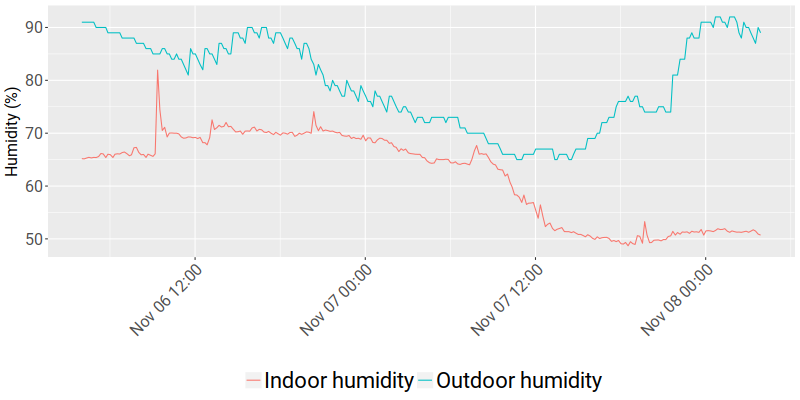 Humidity (%)
90
80
70
60
50
Nov 06 12:00
Nov 07 00:00
Nov 07 12:00
Nov 08 00:00
Indoor humidity Outdoor humidity